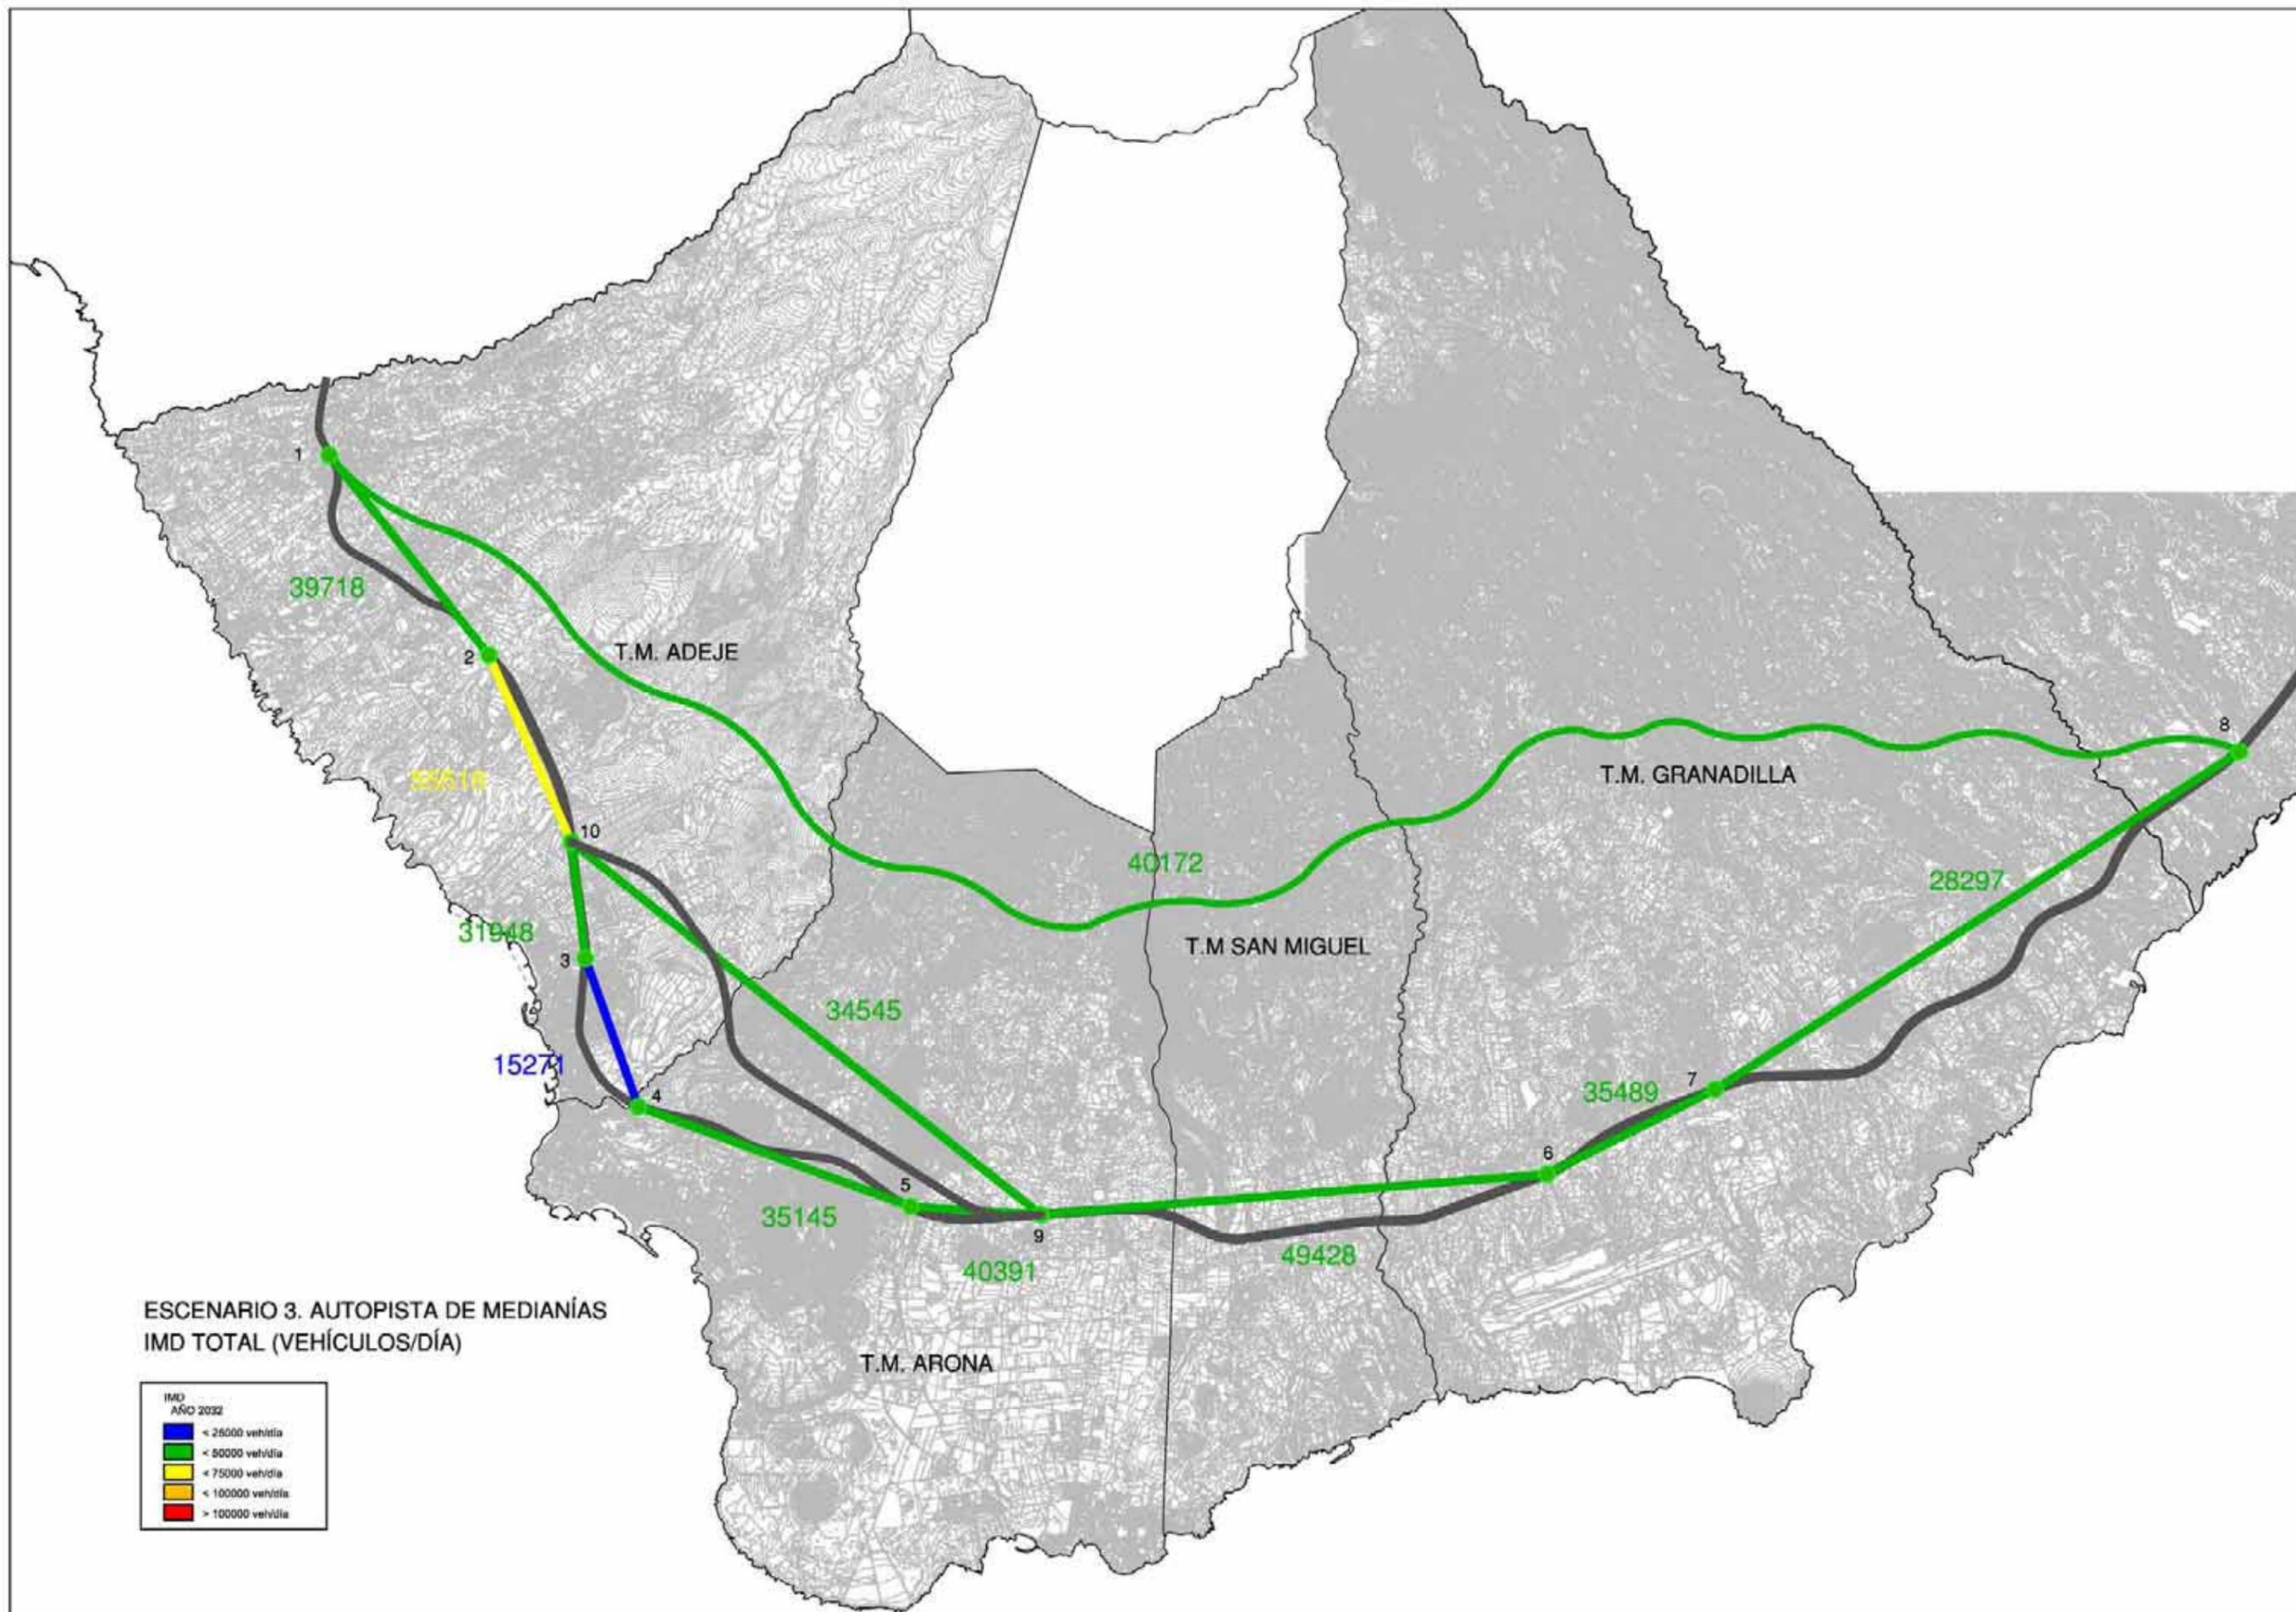 1
39718
2
T.M. ADEJE
8
T.M. GRANADILLA
10
40172
28297
31948
3
T.M SAN MIGUEL
34545
15271
4
35489
7
6
5
35145
9
40391
49428
ESCENARIO 3. AUTOPISTA DE MEDIANÍAS
IMD TOTAL (VEHÍCULOS/DÍA)
T.M. ARONA
IMD
AÑO 2032
< 25000 veh/día
< 50000 veh/día
< 75000 veh/día
< 100000 veh/día
> 100000 veh/día